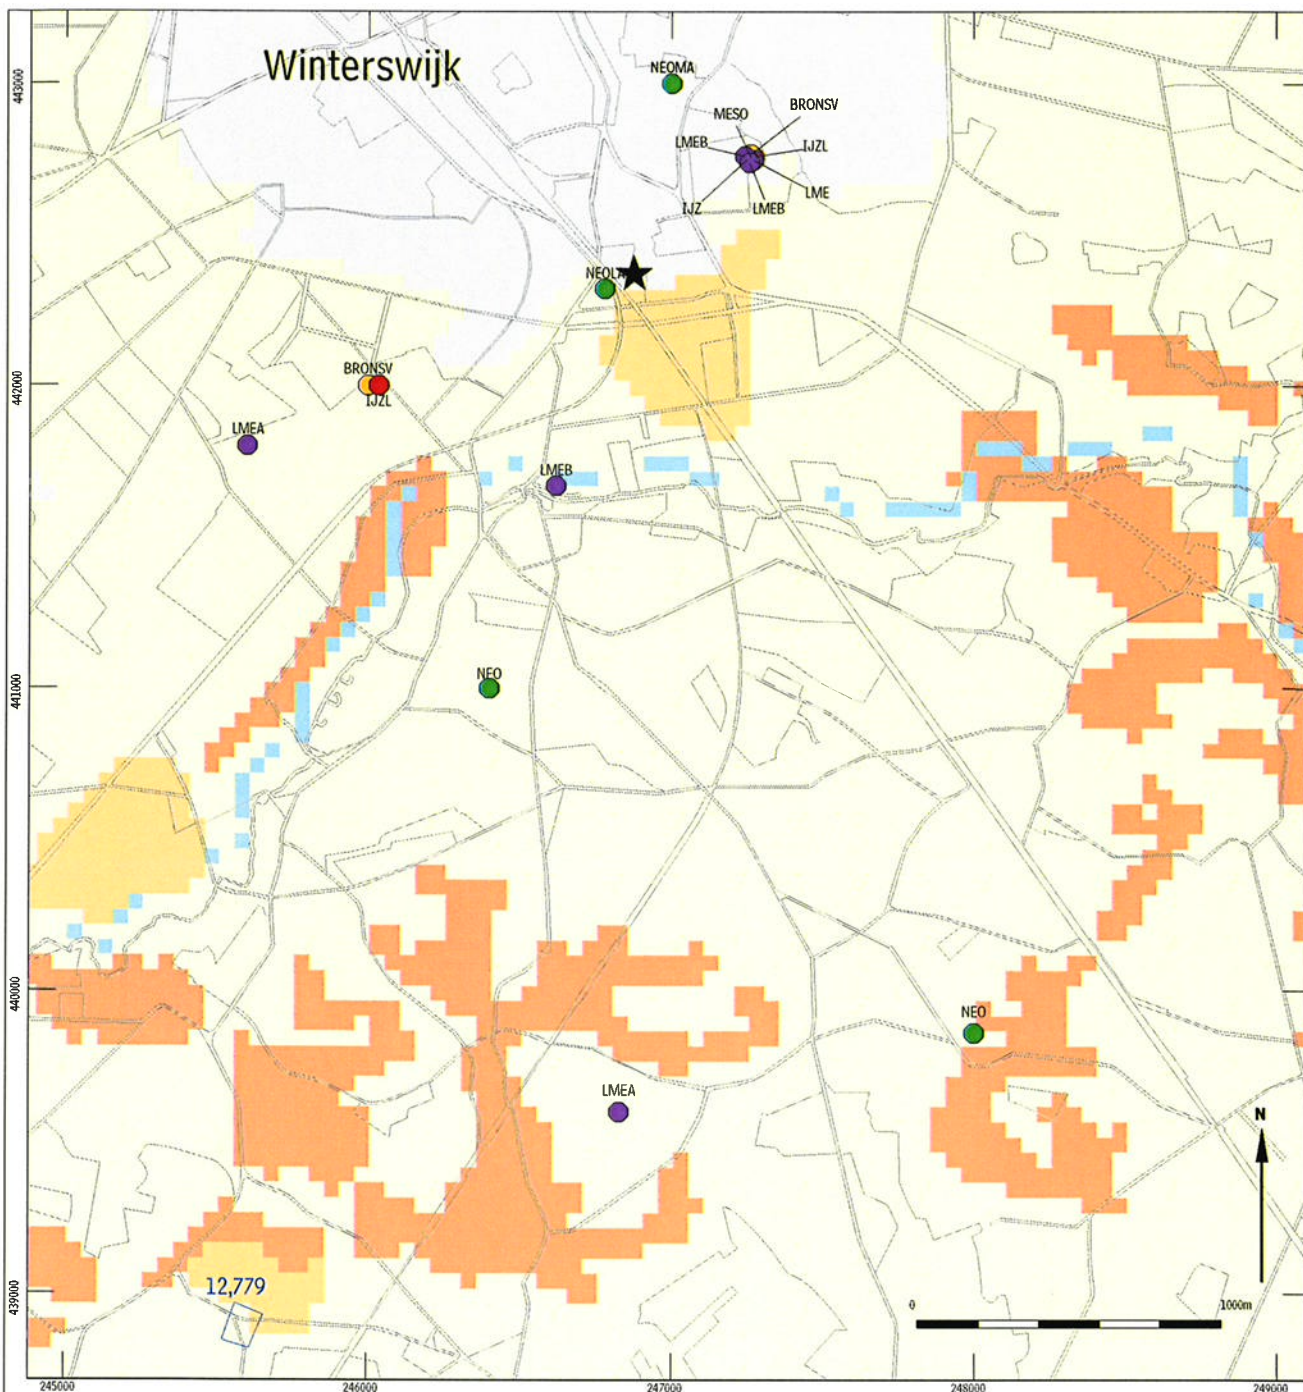 Winterswijk
NEOMA
BRONSV
MESO
LMEB
IJZL
LME
IJZ
LMEB
NEOLA
BRONSV
IJZL
LMEA
LMEB
NEO
NEO
LMEA
N
12,779
0 1000m
443000
442000
441000
440000
439000
245000 246000 247000 248000 249000